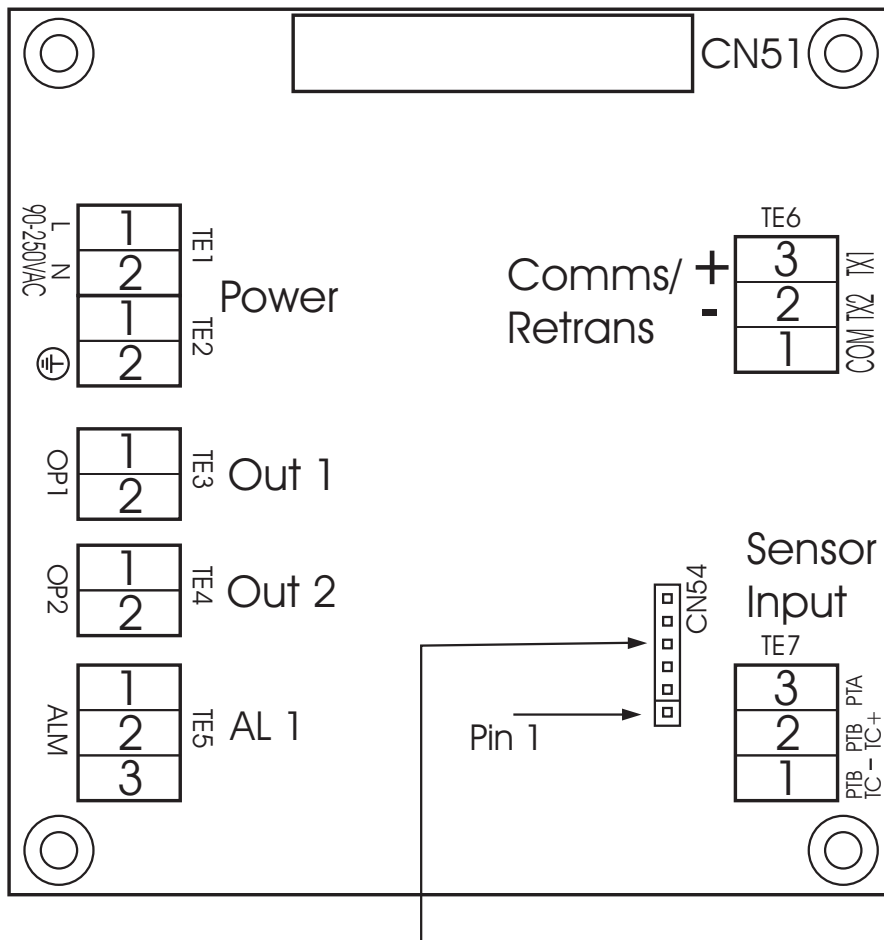 CN51
90-250VAC
L
N
1
2
TE1
1
2
TE2
Power
OP1
1
2
TE3
Out 1
OP2
1
2
TE4
Out 2
ALM
1
2
3
TE5
AL 1
Comms/ +
Retrans -
TE6
3 TX1
2 TX2
1 COM
CN54
Pin 1
Sensor
Input
TE7
3 PTA
2 PTB TC+
1 PTB TC-